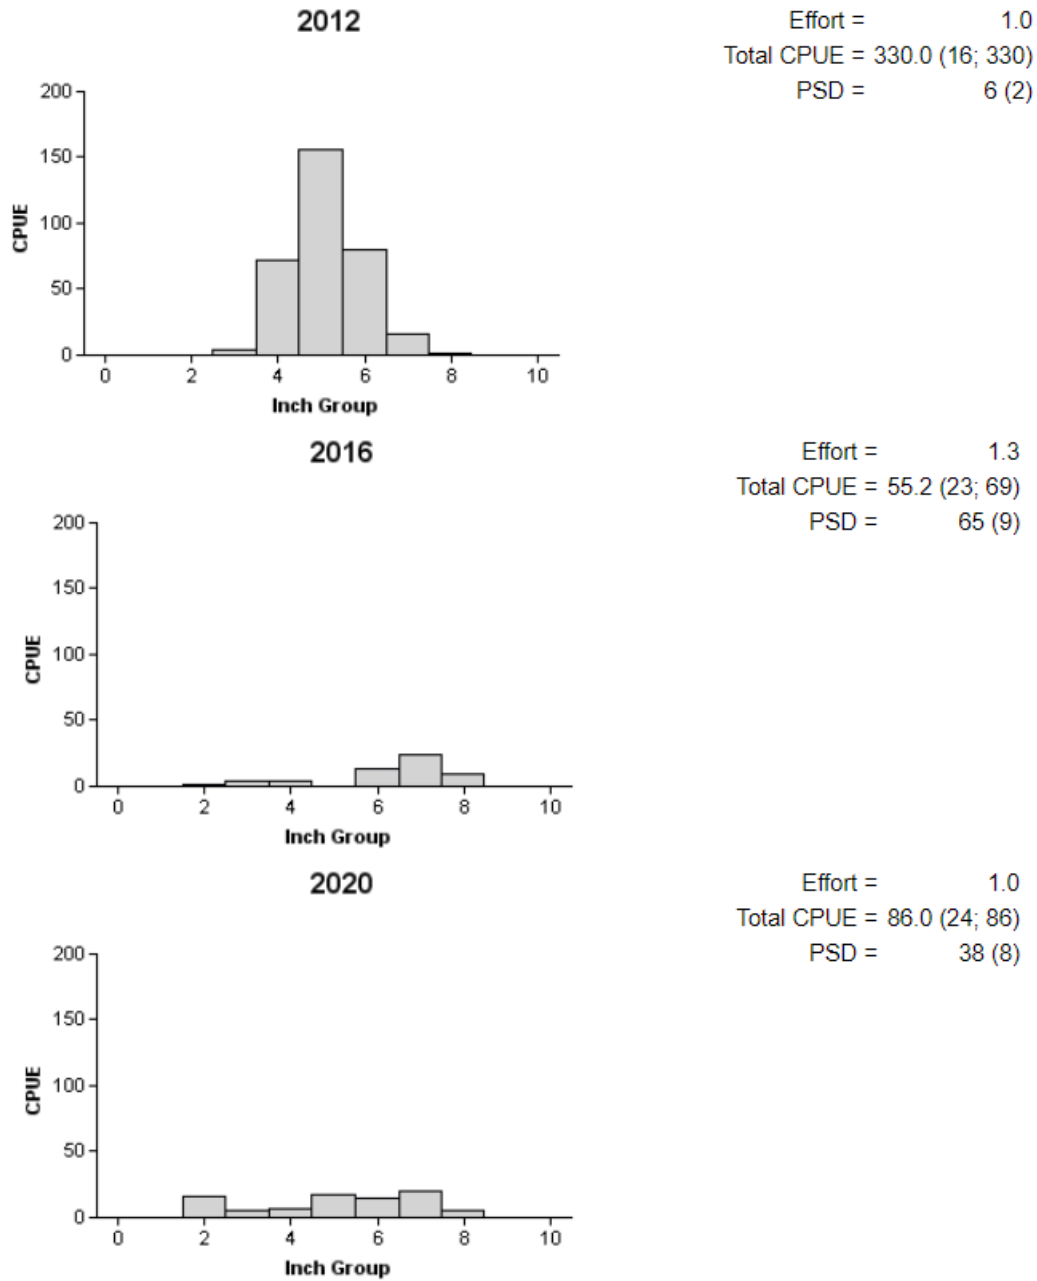 2012
Effort = 1.0
Total CPUE = 330.0 (16; 330)
PSD = 6 (2)
200
150
100
50
0
CPUE
0 2 4 6 8 10
Inch Group
2016
Effort = 1.3
Total CPUE = 55.2 (23; 69)
PSD = 65 (9)
200
150
100
50
0
CPUE
0 2 4 6 8 10
Inch Group
2020
Effort = 1.0
Total CPUE = 86.0 (24; 86)
PSD = 38 (8)
200
150
100
50
0
CPUE
0 2 4 6 8 10
Inch Group